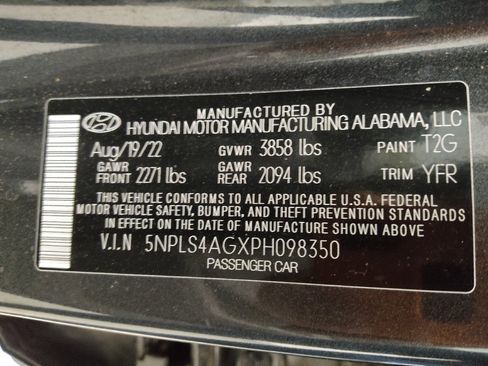 MANUFACTURED BY
HYUNDAI MOTOR MANUFACTURING ALABAMA, LLC
Aug/19/22 GVWR 3858 lbs PAINT T2G
GAWR FRONT 2271 lbs GAWR REAR 2094 lbs TRIM YFR
THIS VEHICLE CONFORMS TO ALL APPLICABLE U.S.A. FEDERAL
MOTOR VEHICLE SAFETY, BUMPER, AND THEFT PREVENTION STANDARDS
IN EFFECT ON THE DATE OF MANUFACTURE SHOWN ABOVE
V.I.N 5NPLS4AGXPH098350
PASSENGER CAR